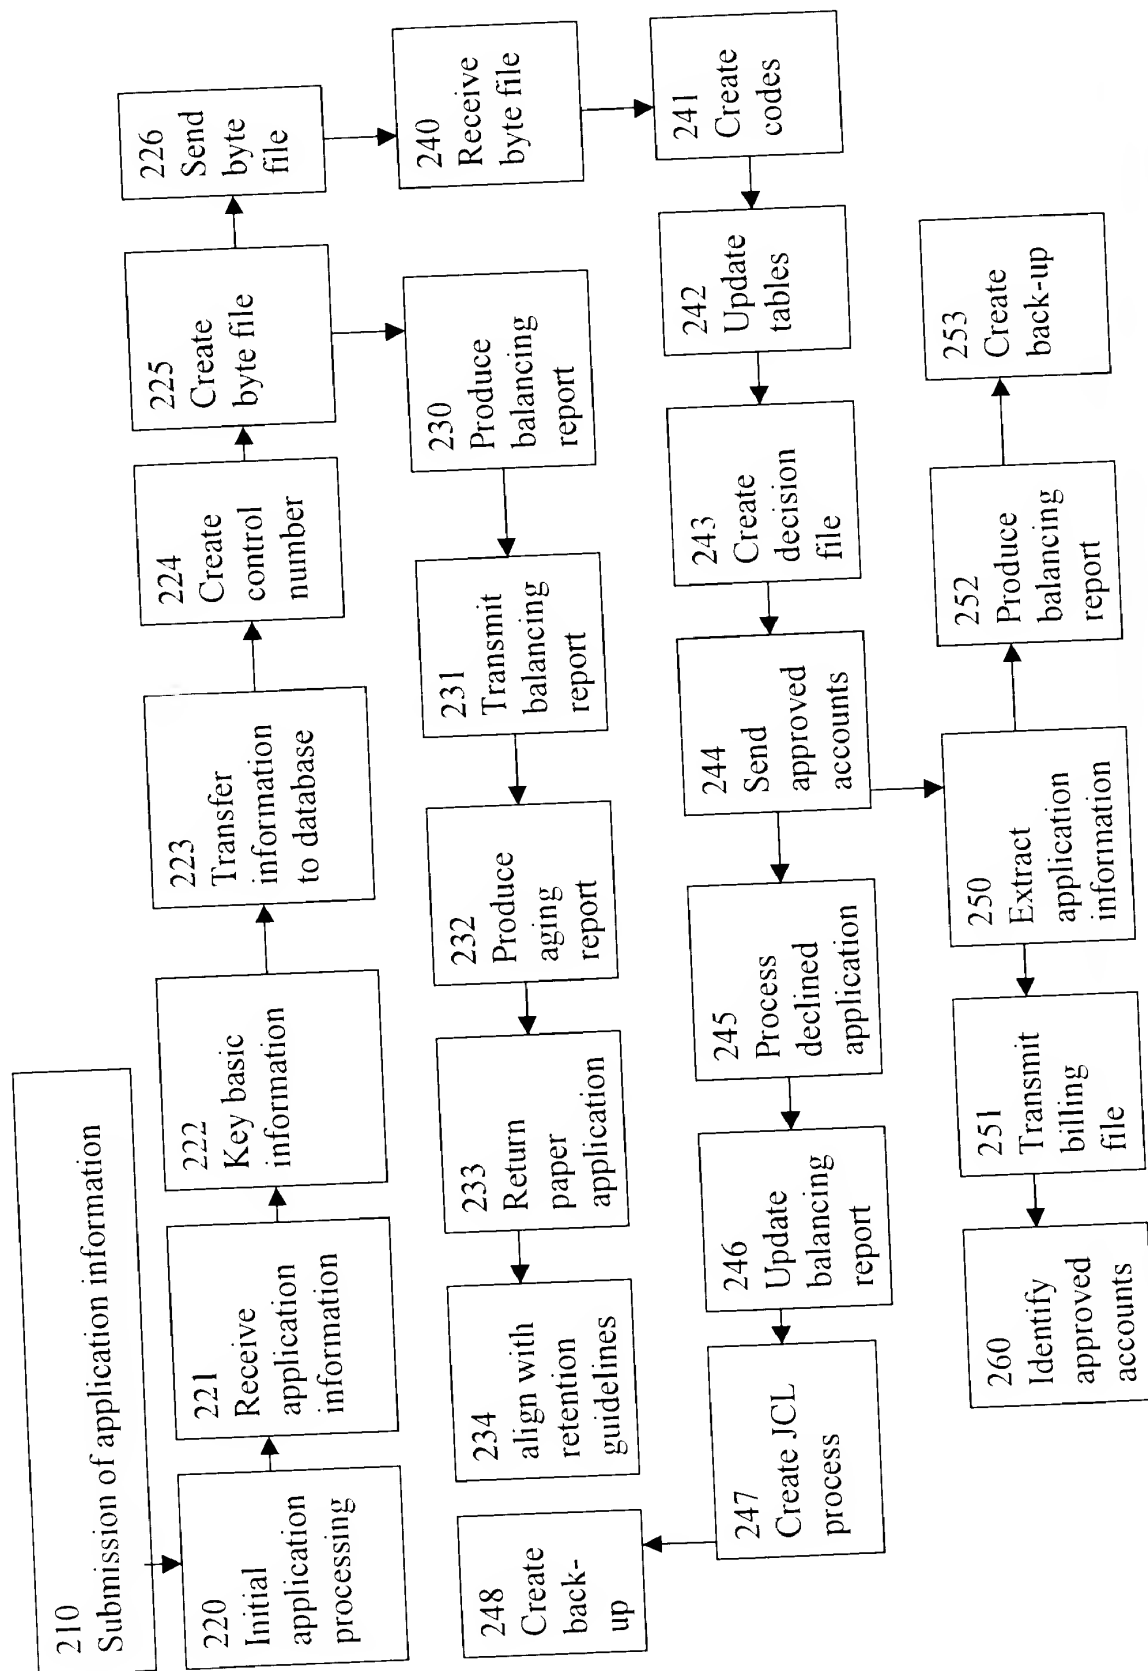 210
Submission of application information
220
Initial
application
processing
221
Receive
application
information
222
Key basic
information
223
Transfer
information
to database
224
Create
control
number
225
Create
byte file
226
Send
byte
file
230
Produce
balancing
report
231
Transmit
balancing
report
232
Produce
aging
report
233
Return
paper
application
234
align with
retention
guidelines
240
Receive
byte file
241
Create
codes
242
Update
tables
243
Create
decision
file
244
Send
approved
accounts
245
Process
declined
application
246
Update
balancing
report
247
Create JCL
process
248
Create
back-
up
250
Extract
application
information
251
Transmit
billing
file
252
Produce
balancing
report
253
Create
back-up
260
Identify
approved
accounts